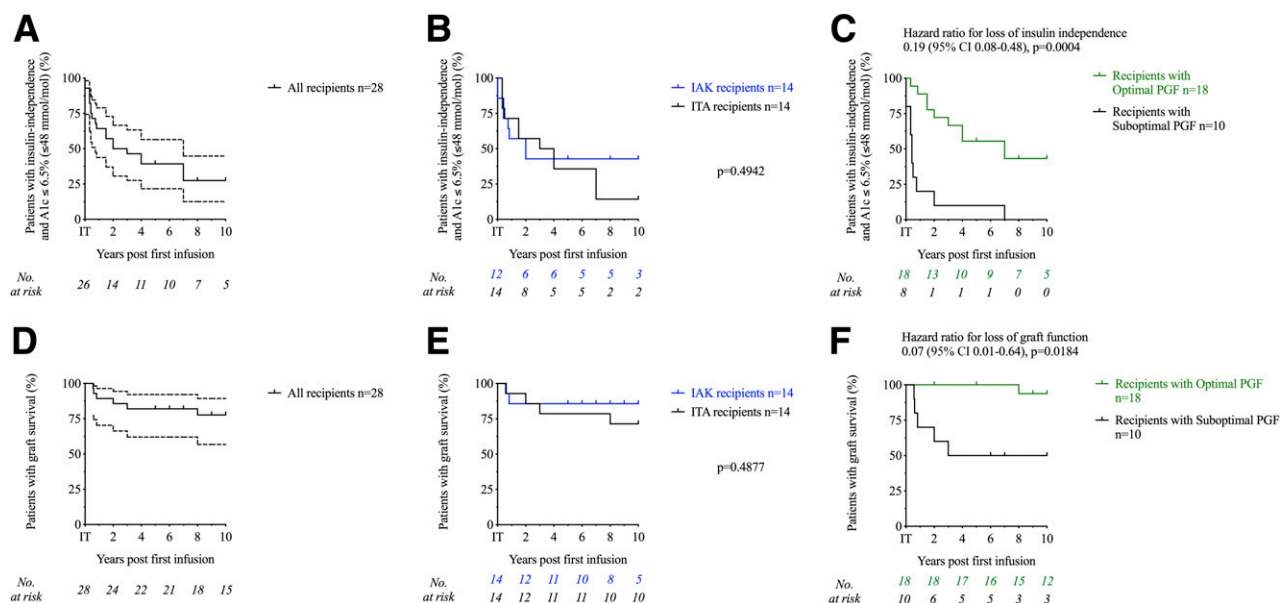 A
Patients with insulin-independence
and A1c ≤ 6.5% (≤48 mmol/mol) (%)
100
75
50
25
0
IT 2 4 6 8 10
Years post first infusion
All recipients n=28
No.
at risk
26 14 11 10 7 5
B
Patients with insulin-independence
and A1c ≤ 6.5% (≤48 mmol/mol) (%)
100
75
50
25
0
IT 2 4 6 8 10
Years post first infusion
IAK recipients n=14
ITA recipients n=14
p=0.4942
No.
at risk
12 6 6 5 5 3
14 8 5 5 2 2
C
Hazard ratio for loss of insulin independence
0.19 (95% CI 0.08-0.48), p=0.0004
Patients with insulin-independence
and A1c ≤ 6.5% (≤48 mmol/mol) (%)
100
75
50
25
0
IT 2 4 6 8 10
Years post first infusion
Recipients with
Optimal PGF n=18
Recipients with
Suboptimal PGF n=10
No.
at risk
18 13 10 9 7 5
8 1 1 1 0 0
D
Patients with graft survival (%)
100
75
50
25
0
IT 2 4 6 8 10
Years post first infusion
All recipients n=28
No.
at risk
28 24 22 21 18 15
E
Patients with graft survival (%)
100
75
50
25
0
IT 2 4 6 8 10
Years post first infusion
IAK recipients n=14
ITA recipients n=14
p=0.4877
No.
at risk
14 12 11 10 8 5
14 12 11 11 10 10
F
Hazard ratio for loss of graft function
0.07 (95% CI 0.01-0.64), p=0.0184
Patients with graft survival (%)
100
75
50
25
0
IT 2 4 6 8 10
Years post first infusion
Recipients with Optimal PGF
n=18
Recipients with Suboptimal PGF
n=10
No.
at risk
18 18 17 16 15 12
10 6 5 5 3 3